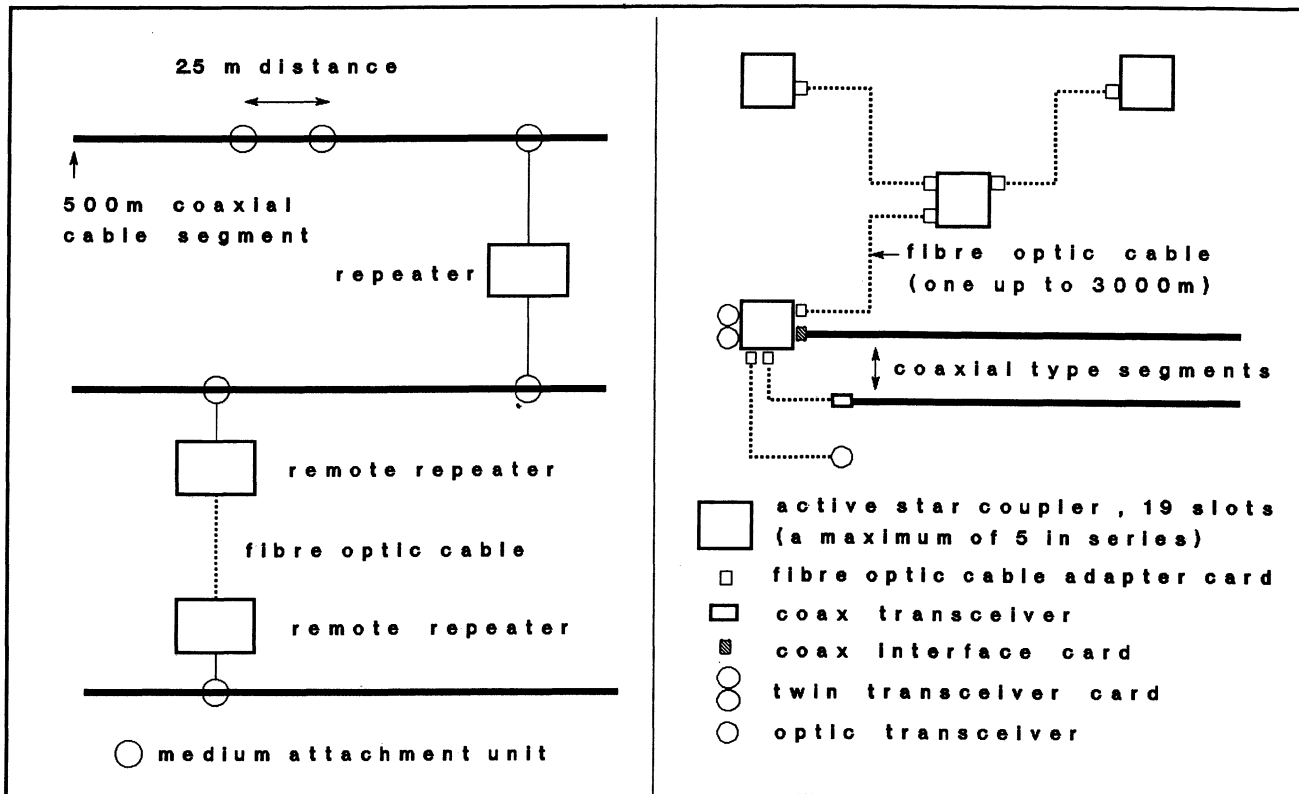 2.5 m distance
500m coaxial
cable segment
repeater
remote repeater
fibre optic cable
remote repeater
medium attachment unit
fibre optic cable
(one up to 3000m)
coaxial type segments
active star coupler , 19 slots
(a maximum of 5 in series)
fibre optic cable adapter card
coax transceiver
coax interface card
twin transceiver card
optic transceiver